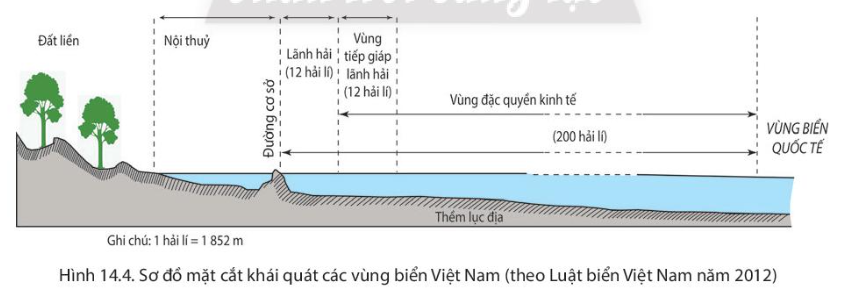 Đất liền
Nội thuỷ
Lãnh hải
(12 hải lí)
Vùng
tiếp giáp
lãnh hải
(12 hải lí)
Đường cơ sở
Vùng đặc quyền kinh tế
(200 hải lí)
VÙNG BIỂN
QUỐC TẾ
Thềm lục địa
Ghi chú: 1 hải lí = 1 852 m
Hình 14.4. Sơ đồ mặt cắt khái quát các vùng biển Việt Nam (theo Luật biển Việt Nam năm 2012)